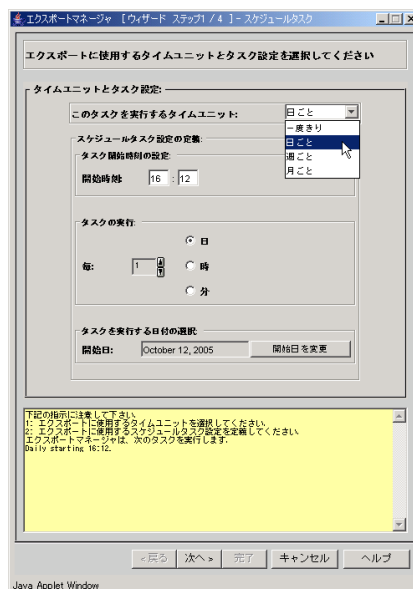 エクスポートマネージャ [ウィザード ステップ1 / 4 ] - スケジュールタスク
エクスポートに使用するタイムユニットとタスク設定を選択してください
タイムユニットとタスク設定:
このタスクを実行するタイムユニット:
日ごと
一度きり
日ごと
週ごと
月ごと
スケジュールタスク設定の定義:
タスク開始時刻の設定:
開始時刻:
16 : 12
タスクの実行:
毎:
1
日
時
分
タスクを実行する日付の選択:
開始日:
October 12, 2005
開始日を変更
下記の指示に注意して下さい.
1: エクスポートに使用するタイムユニットを選択してください.
2: エクスポートに使用するスケジュールタスク設定を定義してください.
エクスポートマネージャは、次のタスクを実行します.
Daily starting 16:12.
<戻る
次へ>
完了
キャンセル
ヘルプ
Java Applet Window